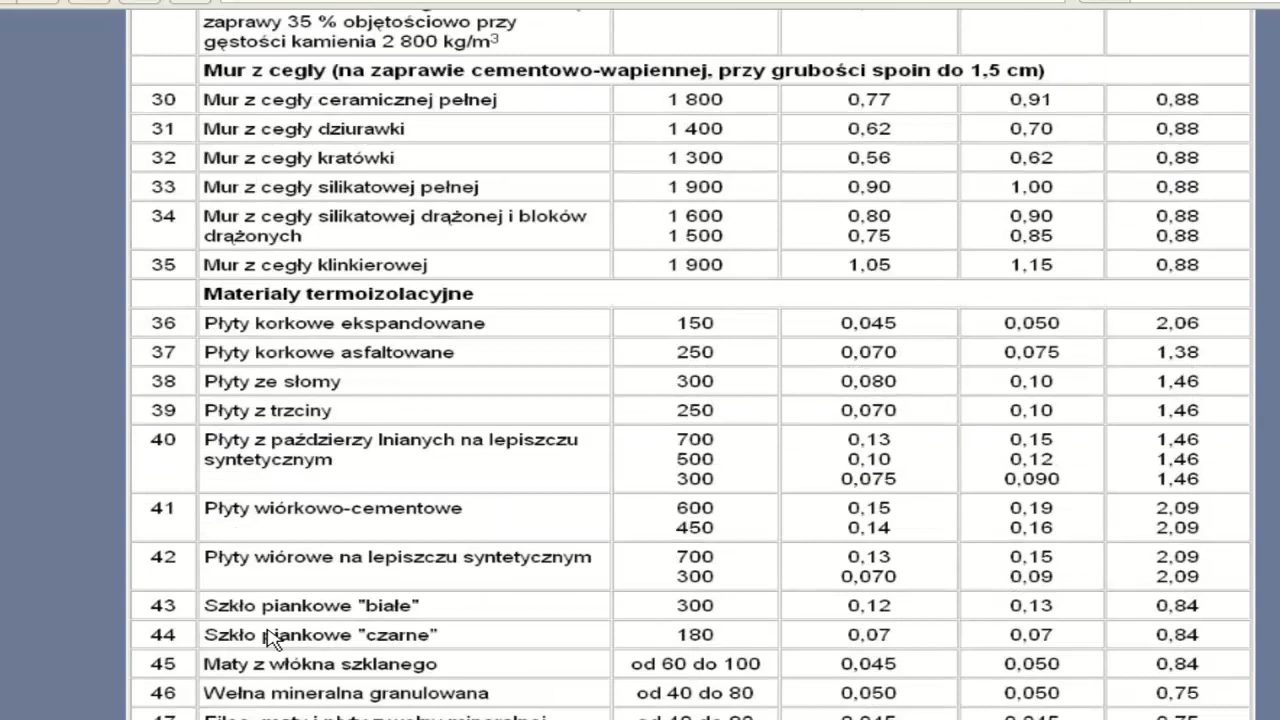 zaprawy 35 % objętościowo przy
gęstości kamienia 2 800 kg/m³
Mur z cegły (na zaprawie cementowo-wapiennej, przy grubości spoin do 1,5 cm)
30 Mur z cegły ceramicznej pełnej 1 800 0,77 0,91 0,88
31 Mur z cegły dziurawki 1 400 0,62 0,70 0,88
32 Mur z cegły kratówki 1 300 0,56 0,62 0,88
33 Mur z cegły silikatowej pełnej 1 900 0,90 1,00 0,88
34 Mur z cegły silikatowej drążonej i bloków 1 600 0,80 0,90 0,88
drążonych 1 500 0,75 0,85 0,88
35 Mur z cegły klinkierowej 1 900 1,05 1,15 0,88
Materialy termoizolacyjne
36 Płyty korkowe ekspandowane 150 0,045 0,050 2,06
37 Płyty korkowe asfaltowane 250 0,070 0,075 1,38
38 Płyty ze słomy 300 0,080 0,10 1,46
39 Płyty z trzciny 250 0,070 0,10 1,46
40 Płyty z paździerzy lnianych na lepiszczu 700 0,13 0,15 1,46
syntetycznym 500 0,10 0,12 1,46
300 0,075 0,090 1,46
41 Płyty wiórkowo-cementowe 600 0,15 0,19 2,09
450 0,14 0,16 2,09
42 Płyty wiórowe na lepiszczu syntetycznym 700 0,13 0,15 2,09
300 0,070 0,09 2,09
43 Szkło piankowe "białe" 300 0,12 0,13 0,84
44 Szkło piankowe "czarne" 180 0,07 0,07 0,84
45 Maty z włókna szklanego od 60 do 100 0,045 0,050 0,84
46 Wełna mineralna granulowana od 40 do 80 0,050 0,050 0,75